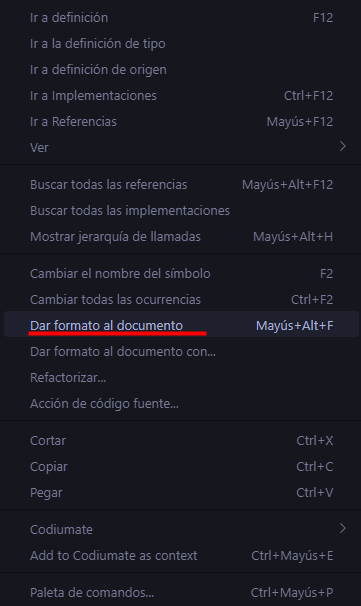 Ir a definición F12
Ir a la definición de tipo
Ir a definición de origen
Ir a Implementaciones Ctrl+F12
Ir a Referencias Mayús+F12
Ver
Buscar todas las referencias Mayús+Alt+F12
Buscar todas las implementaciones
Mostrar jerarquía de llamadas Mayús+Alt+H
Cambiar el nombre del símbolo F2
Cambiar todas las ocurrencias Ctrl+F2
Dar formato al documento Mayús+Alt+F
Dar formato al documento con...
Refactorizar...
Acción de código fuente...
Cortar Ctrl+X
Copiar Ctrl+C
Pegar Ctrl+V
Codiumate
Add to Codiumate as context Ctrl+Mayús+E
Paleta de comandos... Ctrl+Mayús+P